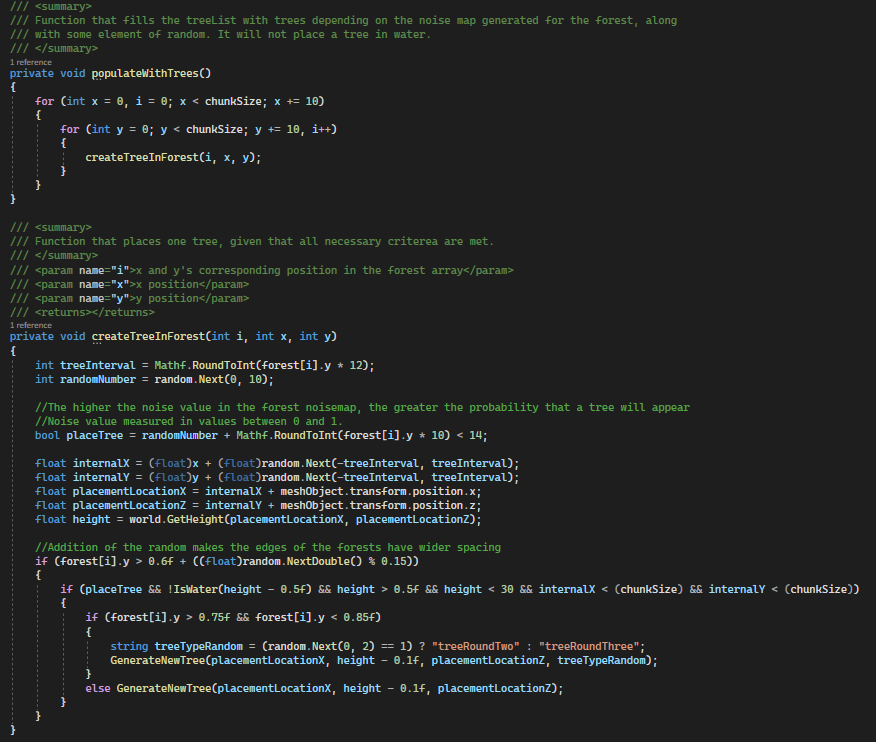 /// <summary>
/// Function that fills the treeList with trees depending on the noise map generated for the forest, along
/// with some element of random. It will not place a tree in water.
/// </summary>
1 reference
private void populateWithTrees()
{
for (int x = 0, i = 0; x < chunkSize; x += 10)
{
for (int y = 0; y < chunkSize; y += 10, i++)
{
createTreeInForest(i, x, y);
}
}
}
/// <summary>
/// Function that places one tree, given that all necessary criterea are met.
/// </summary>
/// <param name="i">x and y's corresponding position in the forest array</param>
/// <param name="x">x position</param>
/// <param name="y">y position</param>
/// <returns></returns>
1 reference
private void createTreeInForest(int i, int x, int y)
{
int treeInterval = Mathf.RoundToInt(forest[i].y * 12);
int randomNumber = random.Next(0, 10);
//The higher the noise value in the forest noisemap, the greater the probability that a tree will appear
//Noise value measured in values between 0 and 1.
bool placeTree = randomNumber + Mathf.RoundToInt(forest[i].y * 10) < 14;
float internalX = (float)x + (float)random.Next(-treeInterval, treeInterval);
float internalY = (float)y + (float)random.Next(-treeInterval, treeInterval);
float placementLocationX = internalX + meshObject.transform.position.x;
float placementLocationZ = internalY + meshObject.transform.position.z;
float height = world.GetHeight(placementLocationX, placementLocationZ);
//Addition of the random makes the edges of the forests have wider spacing
if (forest[i].y > 0.6f + ((float)random.NextDouble() % 0.15))
{
if (placeTree && !IsWater(height - 0.5f) && height > 0.5f && height < 30 && internalX < (chunkSize) && internalY < (chunkSize))
{
if (forest[i].y > 0.75f && forest[i].y < 0.85f)
{
string treeTypeRandom = (random.Next(0, 2) == 1) ? "treeRoundTwo" : "treeRoundThree";
GenerateNewTree(placementLocationX, height - 0.1f, placementLocationZ, treeTypeRandom);
}
else GenerateNewTree(placementLocationX, height - 0.1f, placementLocationZ);
}
}
}